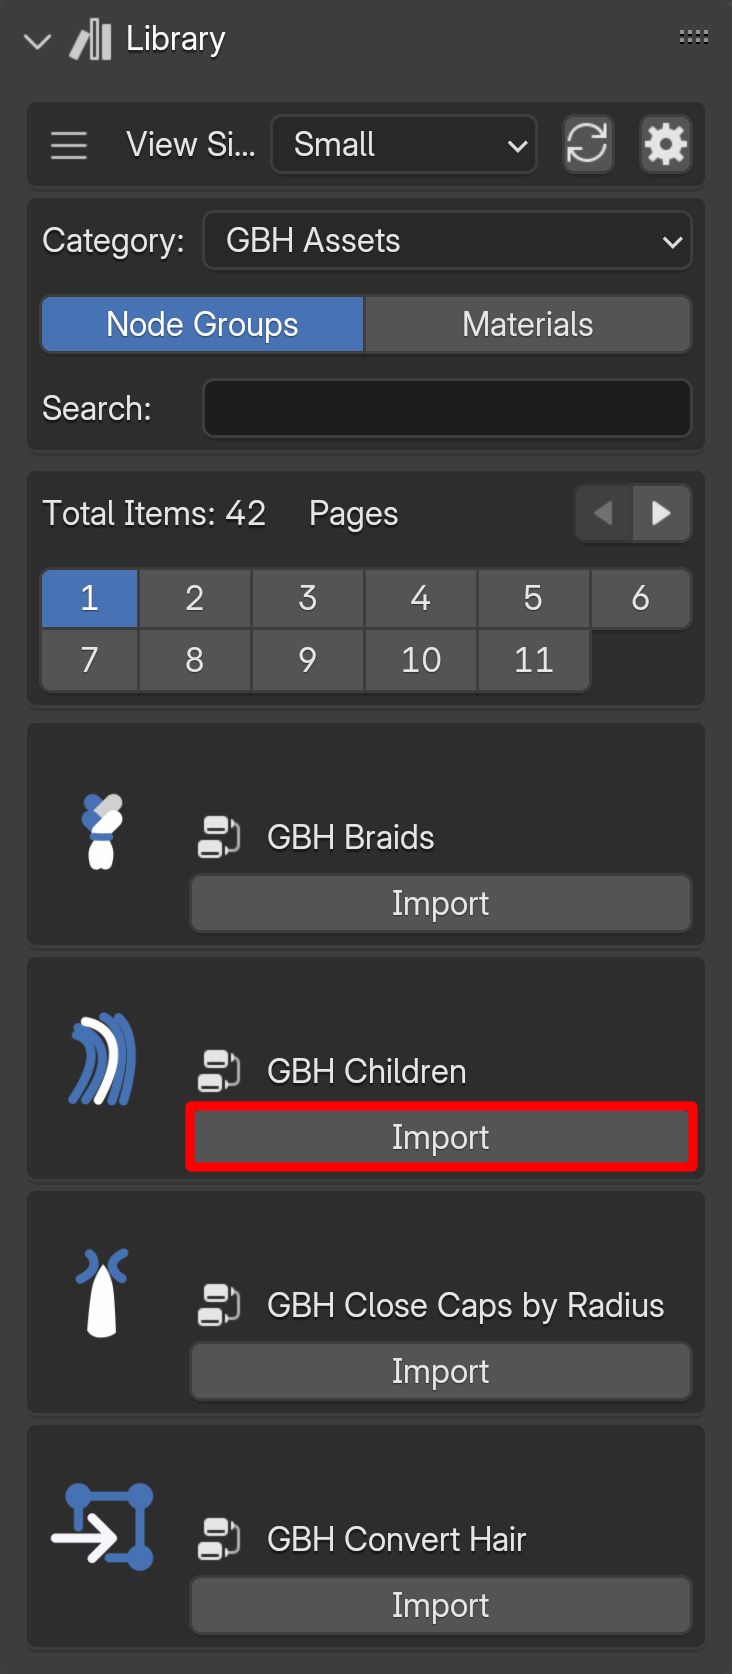 Library
View Si... Small
Category: GBH Assets
Node Groups Materials
Search:
Total Items: 42 Pages
1 2 3 4 5 6
7 8 9 10 11
GBH Braids
Import
GBH Children
Import
GBH Close Caps by Radius
Import
GBH Convert Hair
Import